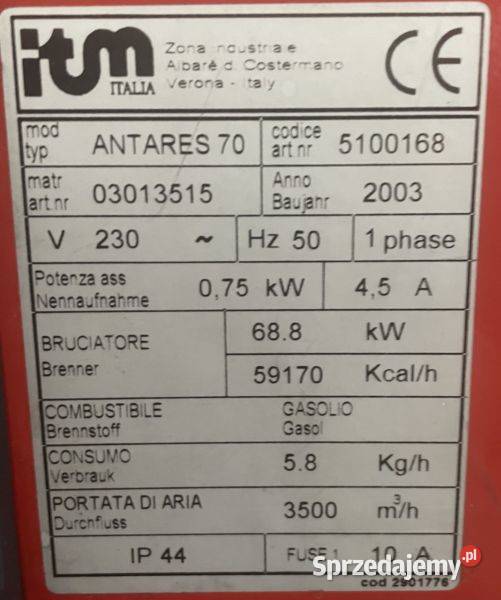 itm
ITALIA
Zona industriale
Albarè d. Costermano
Verona - Italy
CE
mod
typ
ANTARES 70
codice
art nr
5100168
matr
art nr
03013515
Anno
Baujahr
2003
V 230 ~
Hz 50
1 phase
Potenza ass
Nennaufnahme
0,75 kW
4,5 A
BRUCIATORE
Brenner
68.8 kW
59170 Kcal/h
COMBUSTIBILE
Brennstoff
GASOLIO
Gasol
CONSUMO
Verbrauk
5.8 Kg/h
PORTATA DI ARIA
Durchfluss
3500 m³/h
IP 44
FUSE 1 10 A
Sprzedajemy.pl
cod 2901776